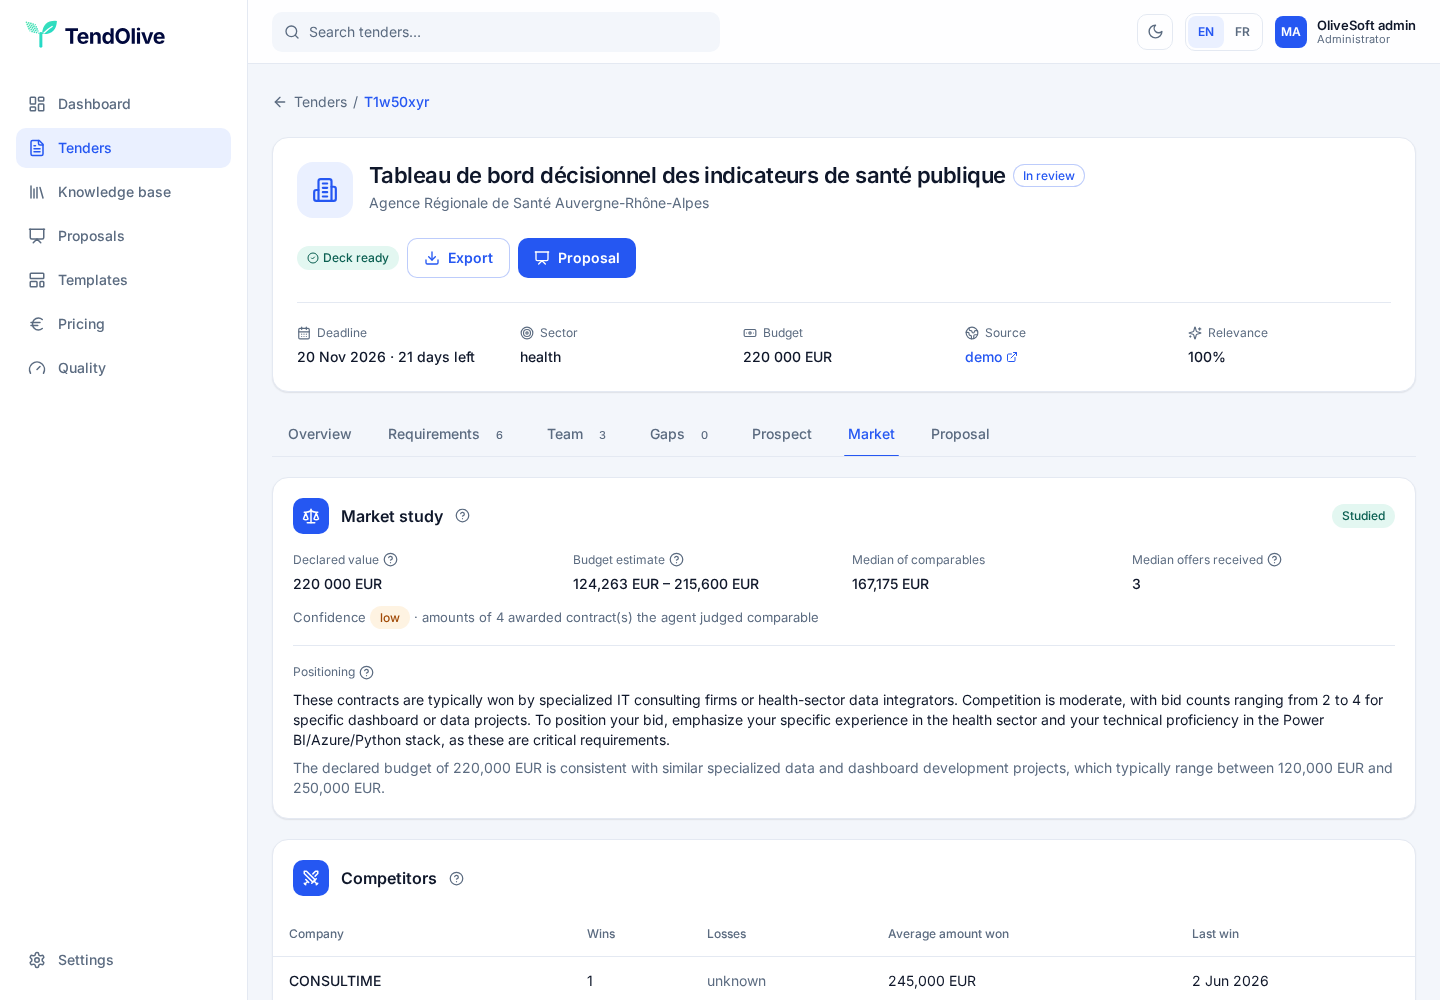 TendOlive
Search tenders...
EN FR
MA
OliveSoft admin
Administrator
Dashboard
Tenders
Knowledge base
Proposals
Templates
Pricing
Quality
Settings
Tenders / T1w50xyr
Tableau de bord décisionnel des indicateurs de santé publique In review
Agence Régionale de Santé Auvergne-Rhône-Alpes
Deck ready Export Proposal
Deadline Sector Budget Source Relevance
20 Nov 2026 · 21 days left health 220 000 EUR demo 100%
Overview Requirements 6 Team 3 Gaps 0 Prospect Market Proposal
Market study Studied
Declared value Budget estimate Median of comparables Median offers received
220 000 EUR 124,263 EUR – 215,600 EUR 167,175 EUR 3
Confidence low · amounts of 4 awarded contract(s) the agent judged comparable
Positioning
These contracts are typically won by specialized IT consulting firms or health-sector data integrators. Competition is moderate, with bid counts ranging from 2 to 4 for
specific dashboard or data projects. To position your bid, emphasize your specific experience in the health sector and your technical proficiency in the Power
BI/Azure/Python stack, as these are critical requirements.
The declared budget of 220,000 EUR is consistent with similar specialized data and dashboard development projects, which typically range between 120,000 EUR and
250,000 EUR.
Competitors
Company Wins Losses Average amount won Last win
CONSULTIME 1 unknown 245,000 EUR 2 Jun 2026